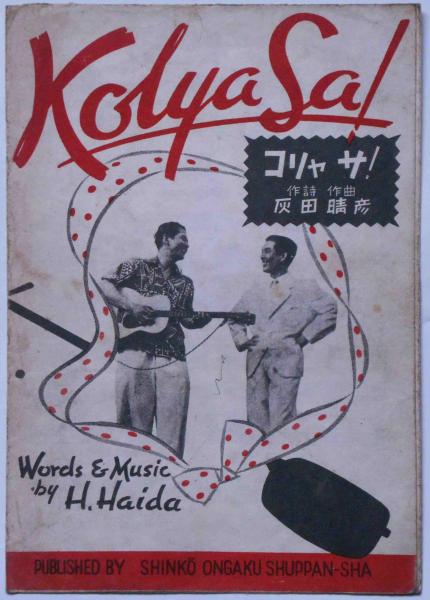 Kolya Sa!
コリャ サ!
作詩 作曲
灰田 晴彦
Words & Music
by H. Haida
PUBLISHED BY SHINKŌ ONGAKU SHUPPAN-SHA